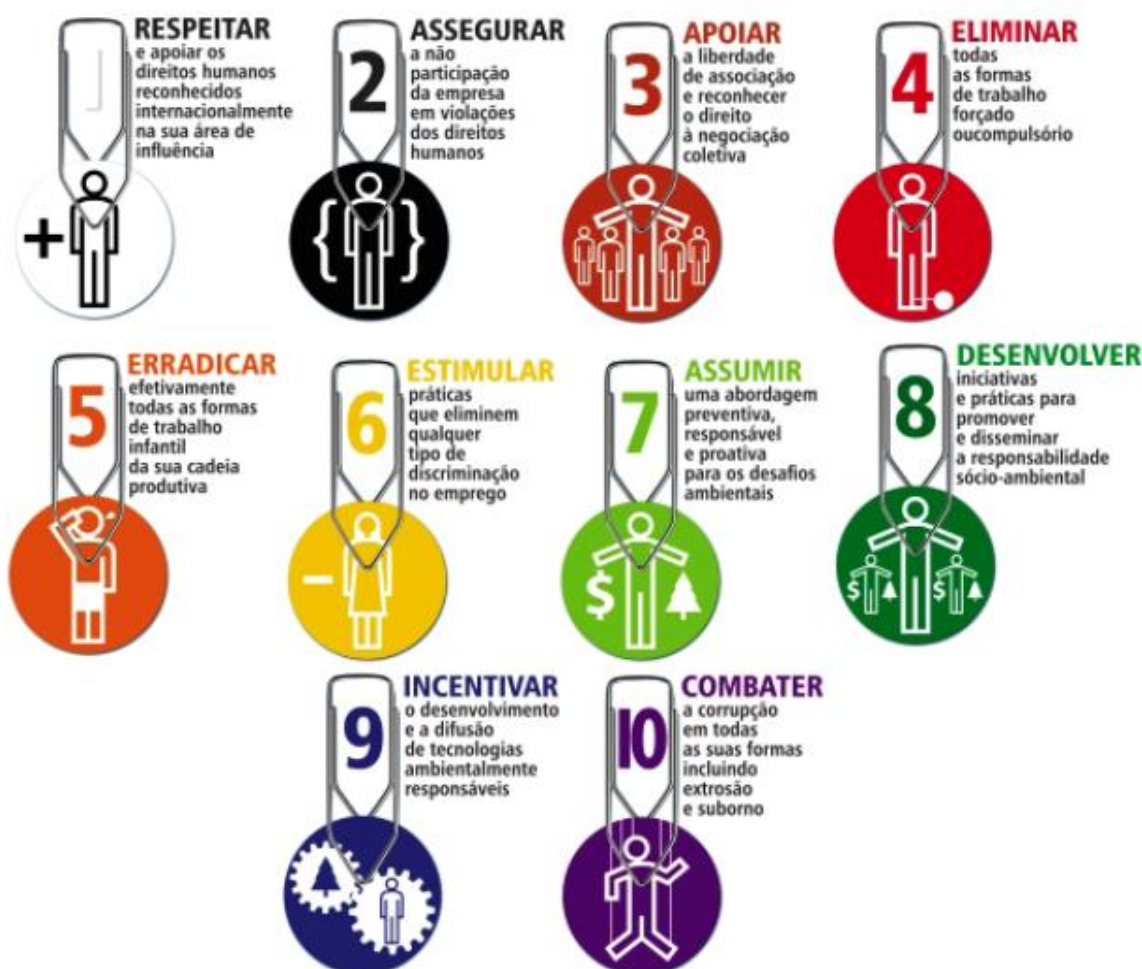 RESPEITAR
e apoiar os
direitos humanos
reconhecidos
internacionalmente
na sua área de
influência
2
ASSEGURAR
a não
participação
da empresa
em violações
dos direitos
humanos
3
APOIAR
a liberdade
de associação
e reconhecer
o direito
à negociação
coletiva
4
ELIMINAR
todas
as formas
de trabalho
forçado
oucompulsório
5
ERRADICAR
efetivamente
todas as formas
de trabalho
infantil
da sua cadeia
produtiva
6
ESTIMULAR
práticas
que eliminem
qualquer
tipo de
discriminação
no emprego
7
ASSUMIR
uma abordagem
preventiva,
responsável
e proativa
para os desafios
ambientais
8
DESENVOLVER
iniciativas
e práticas para
promover
e disseminar
a responsabilidade
sócio-ambiental
9
INCENTIVAR
o desenvolvimento
e a difusão
de tecnologias
ambientalmente
responsáveis
10
COMBATER
a corrupção
em todas
as suas formas
incluindo
extrosão
e suborno